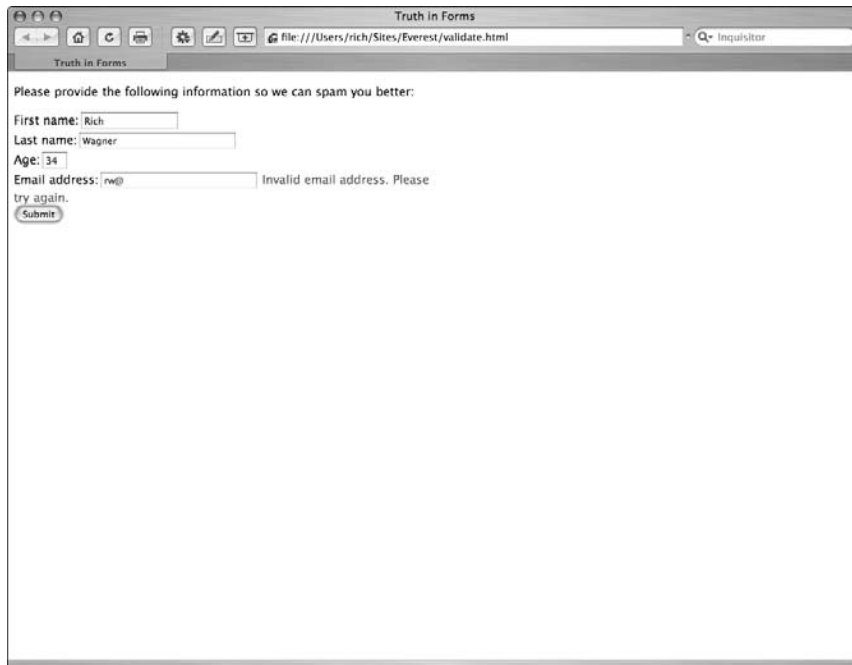 Truth in Forms
file:///Users/rich/Sites/Everest/validate.html
Inquisitor
Truth in Forms
Please provide the following information so we can spam you better:
First name: Rich
Last name: Wagner
Age: 34
Email address: rw@ Invalid email address. Please
try again.
Submit